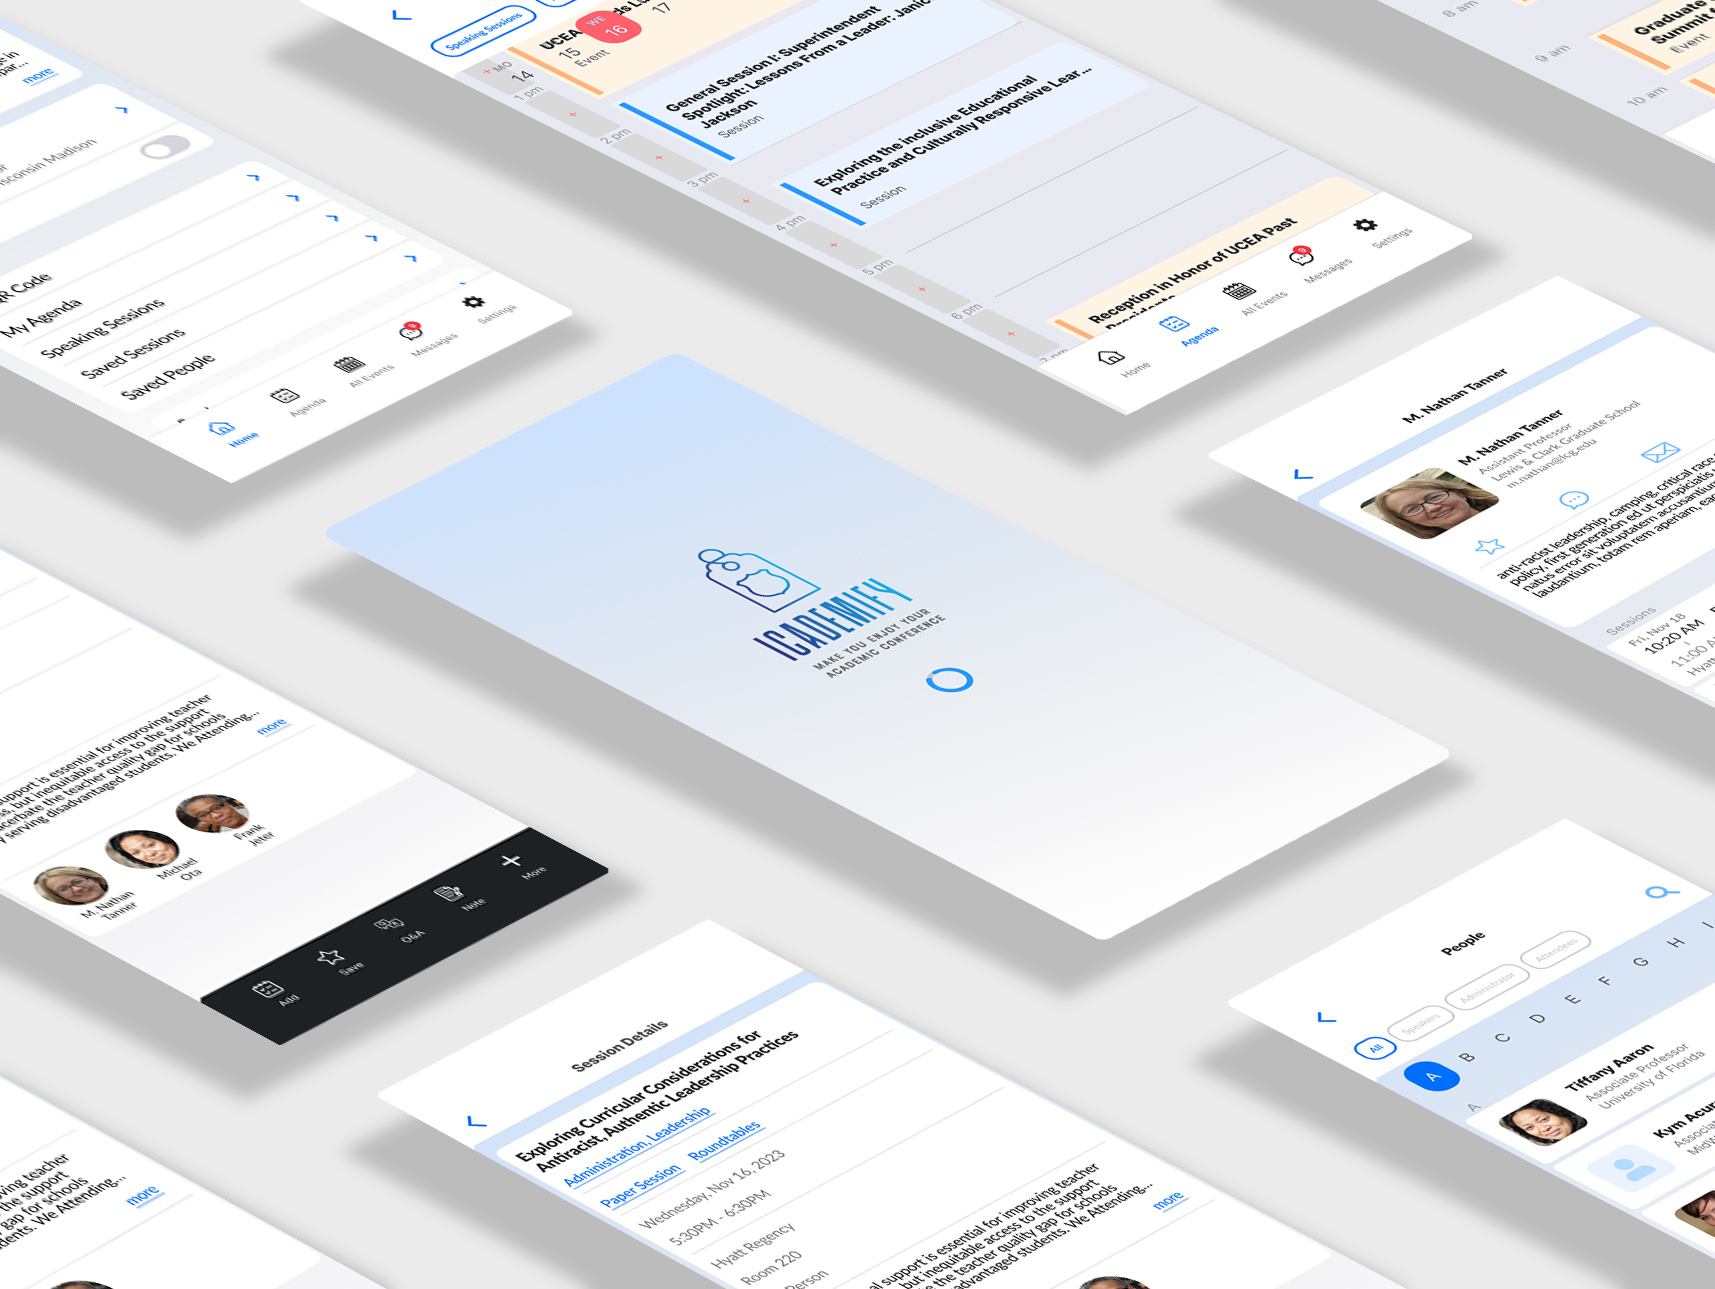 more
Wisconsin Madison
QR Code
My Agenda
Speaking Sessions
Saved Sessions
Saved People
Home
Agenda
All Events
Messages
Settings
Speaking Sessions
MO
14
15
WE
16
17
Event
1 pm
2 pm
3 pm
4 pm
5 pm
6 pm
General Session I: Superintendent
Spotlight: Lessons From a Leader: Janic
Jackson
Session
Exploring the inclusive Educational
Practice and Culturally Responsive Lear...
Session
Reception in Honor of UCEA Past
Presidents
Home
Agenda
All Events
Messages
Settings
8 am
9 am
10 am
Graduate
Summit
Event
ICADEMIFY
MAKE YOU ENJOY YOUR
ACADEMIC CONFERENCE
M. Nathan Tanner
M. Nathan Tanner
Assistant Professor
Lewis & Clark Graduate School
m.nathan@lcg.edu
anti-racist leadership, camping, critical race
policy, first generation ed ut perspiciatis
natus error sit voluptatem accusantium
laudantium, totam rem aperiam, ea
Sessions
Fri, Nov 18
10:20 AM
11:00 A
Hyatt
support is essential for improving teacher
ss, but inequitable access to the support
acerbate the teacher quality gap for schools
y serving disadvantaged students. We Attending...
more
M. Nathan
Tanner
Michael
Ota
Frank
Jeter
Add
Save
Q&A
Note
More
ving teacher
the support
gap for schools
dents. We Attending...
more
Session Details
Exploring Curricular Considerations for
Antiracist, Authentic Leadership Practices
Administration, Leadership
Paper Session
Roundtables
Wednesday, Nov 16, 2023
5:30PM - 6:30PM
Hyatt Regency
Room 220
Person
al support is essential for improving teacher
but inequitable access to the support
e the teacher quality gap for schools
advantaged students. We Attending...
more
People
All
Speakers
Administrator
Attendees
A
B
C
D
E
F
G
H
I
A
Tiffany Aaron
Associate Professor
University of Florida
Kym Acur
Associat
MidW